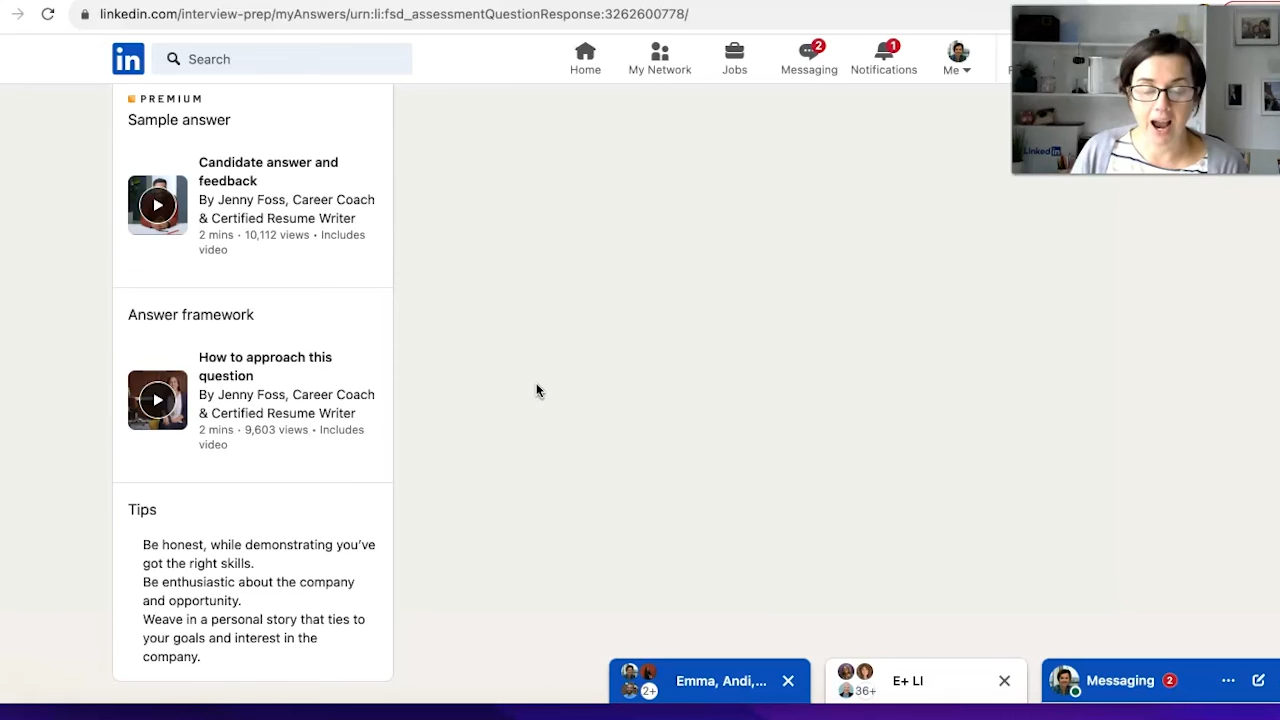 linkedin.com/interview-prep/myAnswers/urn:li:fsd_assessmentQuestionResponse:3262600778/
in
Search
Home
My Network
Jobs
2
Messaging
1
Notifications
Me
PREMIUM
Sample answer
Candidate answer and
feedback
By Jenny Foss, Career Coach
& Certified Resume Writer
2 mins · 10,112 views • Includes
video
Answer framework
How to approach this
question
By Jenny Foss, Career Coach
& Certified Resume Writer
2 mins · 9,603 views • Includes
video
Tips
Be honest, while demonstrating you've
got the right skills.
Be enthusiastic about the company
and opportunity.
Weave in a personal story that ties to
your goals and interest in the
company.
LinkedIn
2+
Emma, Andi,...
36+
E+ LI
Messaging 2